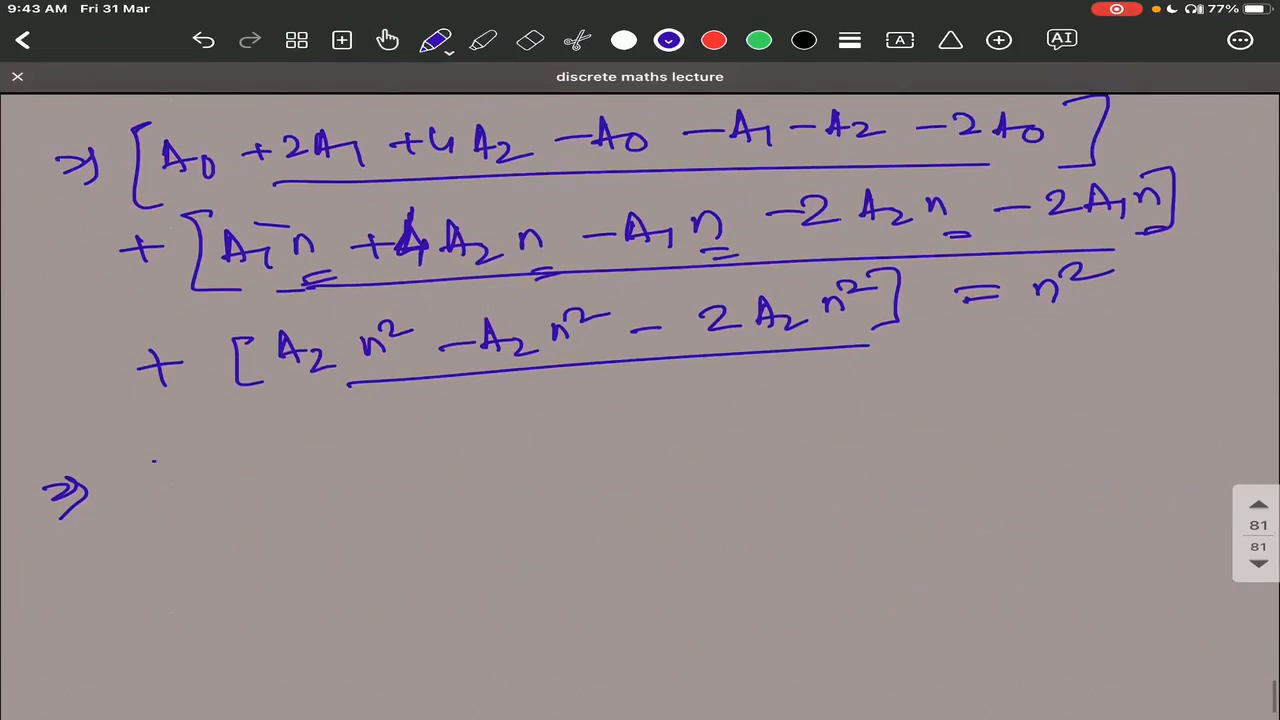 9:43 AM Fri 31 Mar 77%
A AI
discrete maths lecture
⇒ [A₀ + 2A₁ + 4A₂ - A₀ - A₁ - A₂ - 2A₀]
+ [A₁n + 4A₂n - A₁n - 2A₂n - 2A₁n]
+ [A₂n² - A₂n² - 2A₂n²] = n²
⇒
81
81